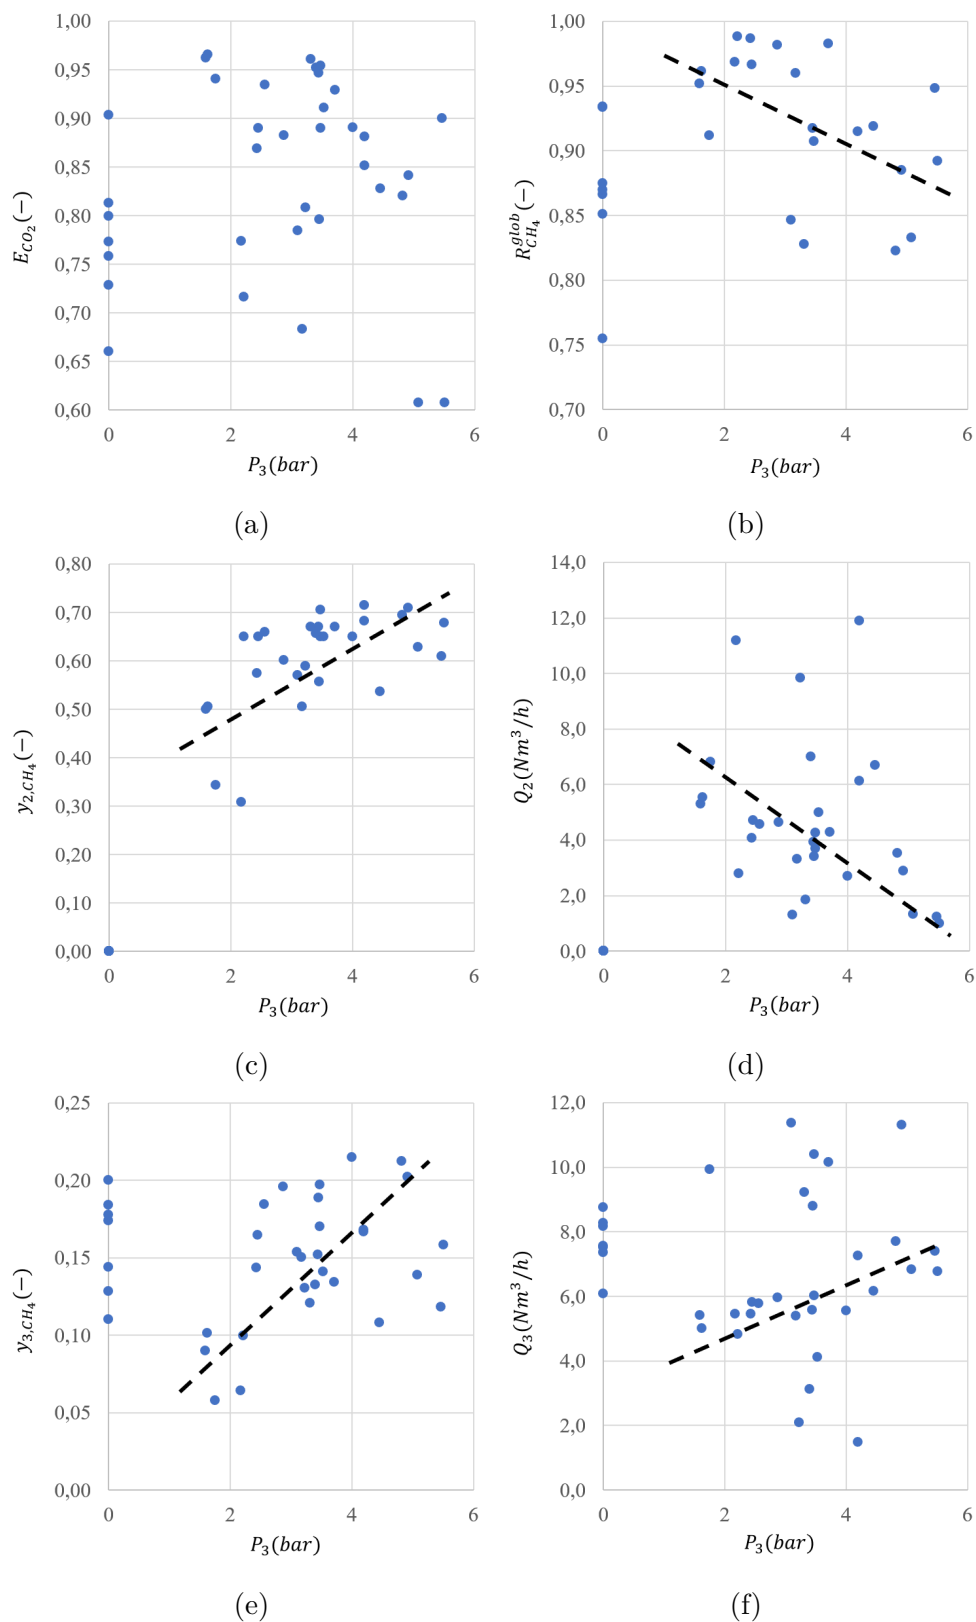 1,00
0,95
0,90
0,85
0,80
0,75
0,70
0,65
0,60
E_{CO_2}(−)
0 2 4 6
P_3(bar)
(a)
1,00
0,95
0,90
0,85
0,80
0,75
0,70
R_{CH_4}^{glob}(−)
0 2 4 6
P_3(bar)
(b)
0,80
0,70
0,60
0,50
0,40
0,30
0,20
0,10
0,00
y_{2,CH_4}(−)
0 2 4 6
P_3(bar)
(c)
14,0
12,0
10,0
8,0
6,0
4,0
2,0
0,0
Q_2(Nm^3/h)
0 2 4 6
P_3(bar)
(d)
0,25
0,20
0,15
0,10
0,05
0,00
y_{3,CH_4}(−)
0 2 4 6
P_3(bar)
(e)
12,0
10,0
8,0
6,0
4,0
2,0
0,0
Q_3(Nm^3/h)
0 2 4 6
P_3(bar)
(f)